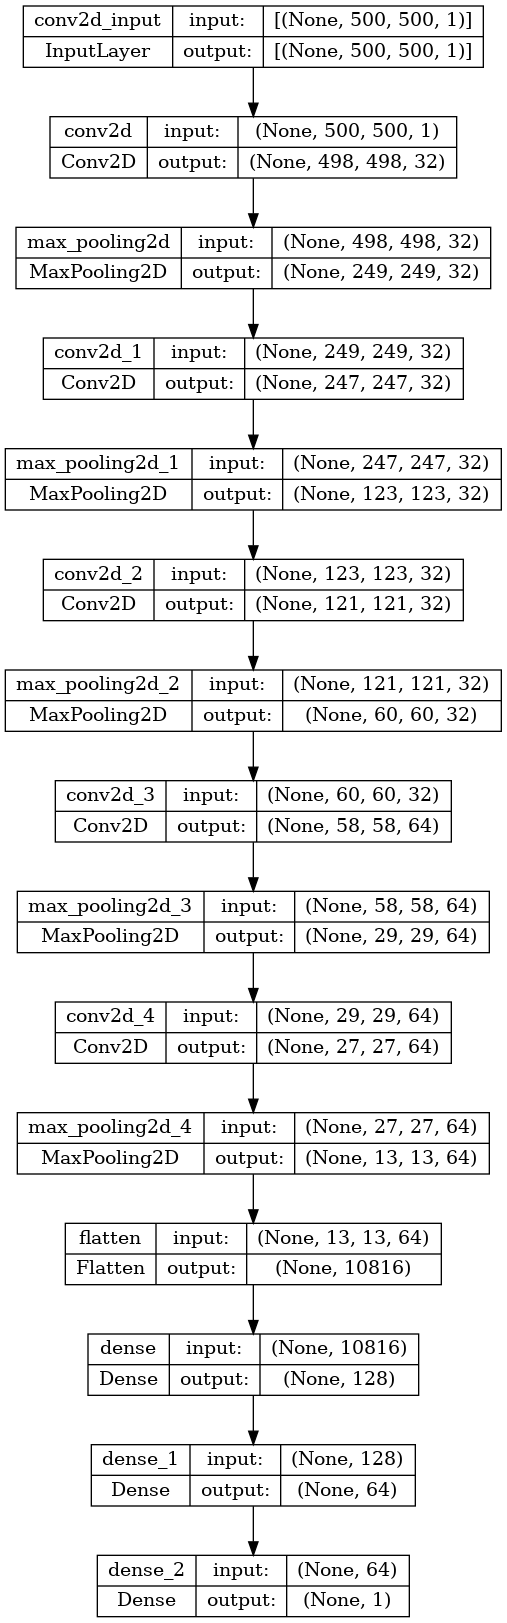 conv2d_input input: [(None, 500, 500, 1)]
InputLayer output: [(None, 500, 500, 1)]
conv2d input: (None, 500, 500, 1)
Conv2D output: (None, 498, 498, 32)
max_pooling2d input: (None, 498, 498, 32)
MaxPooling2D output: (None, 249, 249, 32)
conv2d_1 input: (None, 249, 249, 32)
Conv2D output: (None, 247, 247, 32)
max_pooling2d_1 input: (None, 247, 247, 32)
MaxPooling2D output: (None, 123, 123, 32)
conv2d_2 input: (None, 123, 123, 32)
Conv2D output: (None, 121, 121, 32)
max_pooling2d_2 input: (None, 121, 121, 32)
MaxPooling2D output: (None, 60, 60, 32)
conv2d_3 input: (None, 60, 60, 32)
Conv2D output: (None, 58, 58, 64)
max_pooling2d_3 input: (None, 58, 58, 64)
MaxPooling2D output: (None, 29, 29, 64)
conv2d_4 input: (None, 29, 29, 64)
Conv2D output: (None, 27, 27, 64)
max_pooling2d_4 input: (None, 27, 27, 64)
MaxPooling2D output: (None, 13, 13, 64)
flatten input: (None, 13, 13, 64)
Flatten output: (None, 10816)
dense input: (None, 10816)
Dense output: (None, 128)
dense_1 input: (None, 128)
Dense output: (None, 64)
dense_2 input: (None, 64)
Dense output: (None, 1)